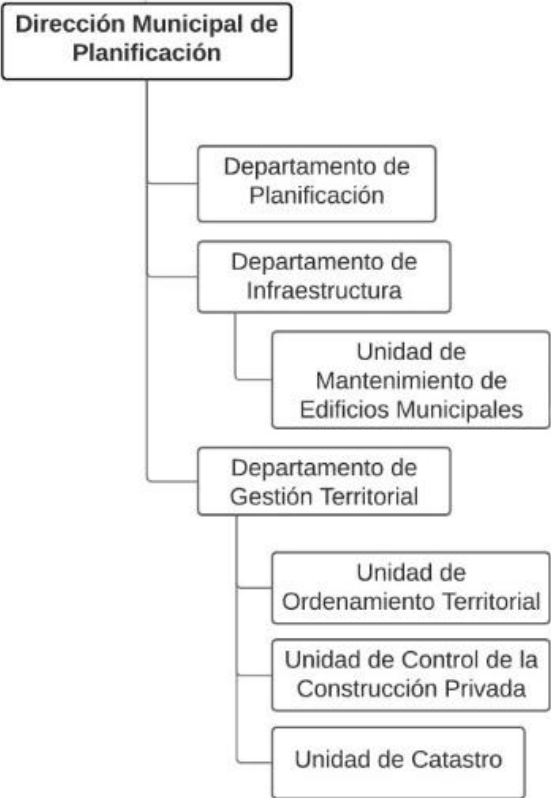 Dirección Municipal de
Planificación
Departamento de
Planificación
Departamento de
Infraestructura
Unidad de
Mantenimiento de
Edificios Municipales
Departamento de
Gestión Territorial
Unidad de
Ordenamiento Territorial
Unidad de Control de la
Construcción Privada
Unidad de Catastro